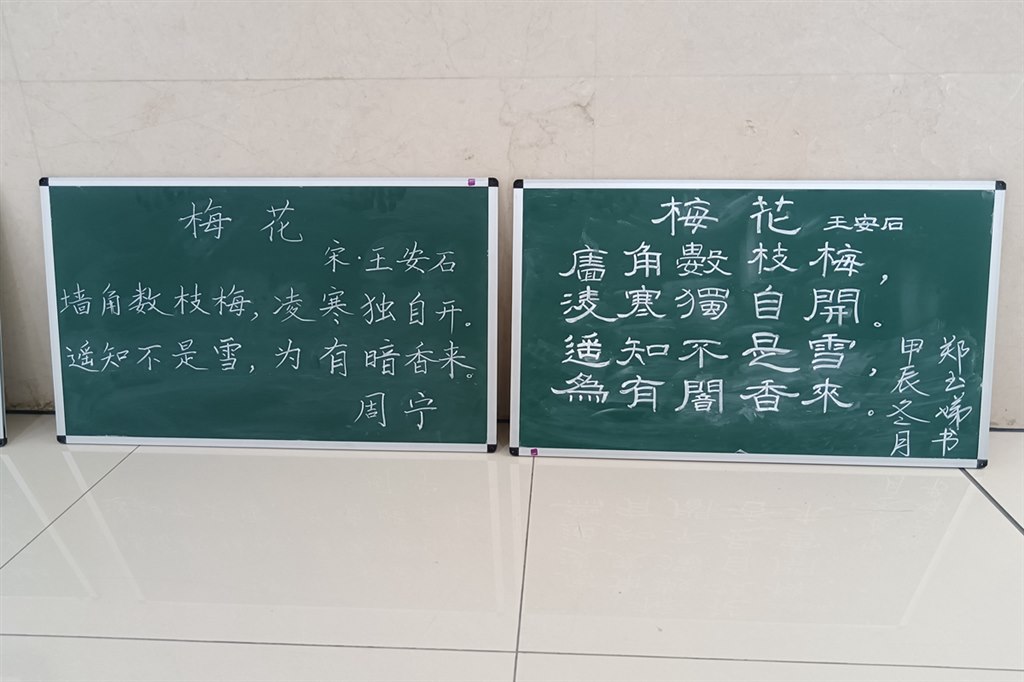 梅花
宋·王安石
墙角数枝梅，凌寒独自开。
遥知不是雪，为有暗香来。
周宁
梅花 王安石
角數枝梅，
淩寒獨自開。
遥知不是雪，
為有闇香來。
甲辰冬月
郑玉娣书